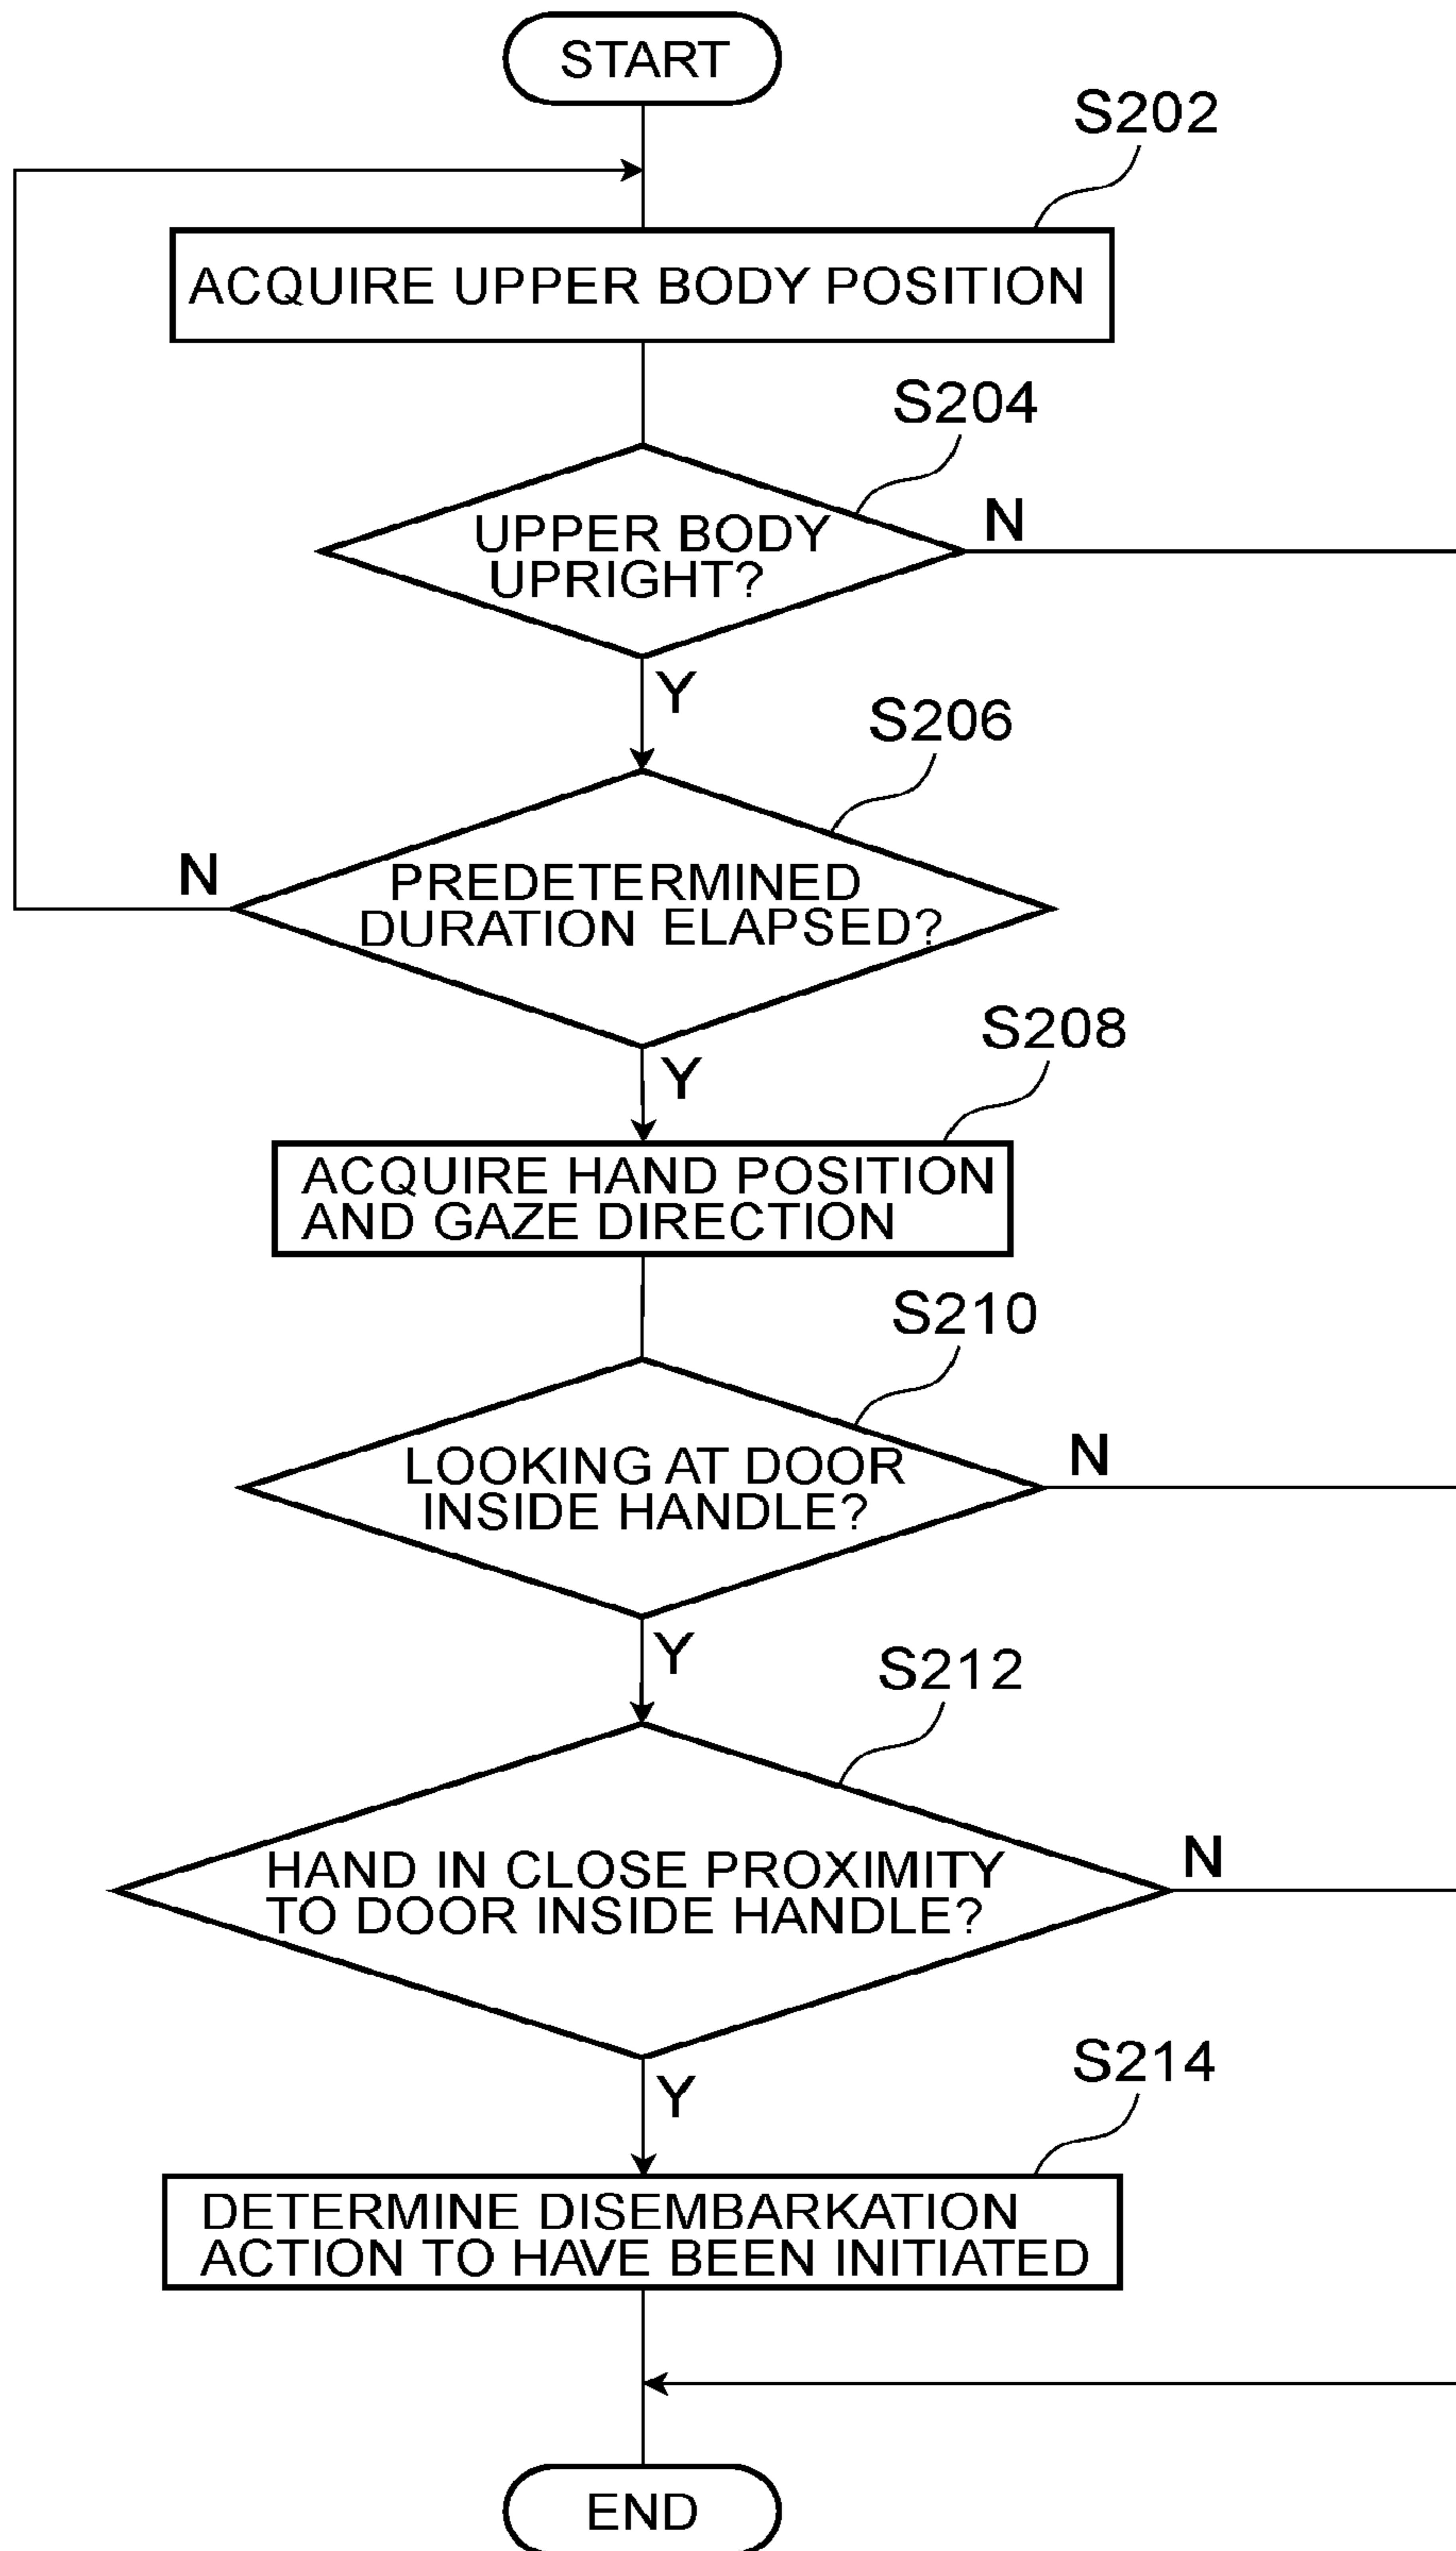 START
S202
ACQUIRE UPPER BODY POSITION
S204
UPPER BODY
UPRIGHT?
N
Y
S206
PREDETERMINED
DURATION ELAPSED?
N
Y
S208
ACQUIRE HAND POSITION
AND GAZE DIRECTION
S210
LOOKING AT DOOR
INSIDE HANDLE?
N
Y
S212
HAND IN CLOSE PROXIMITY
TO DOOR INSIDE HANDLE?
N
Y
S214
DETERMINE DISEMBARKATION
ACTION TO HAVE BEEN INITIATED
END